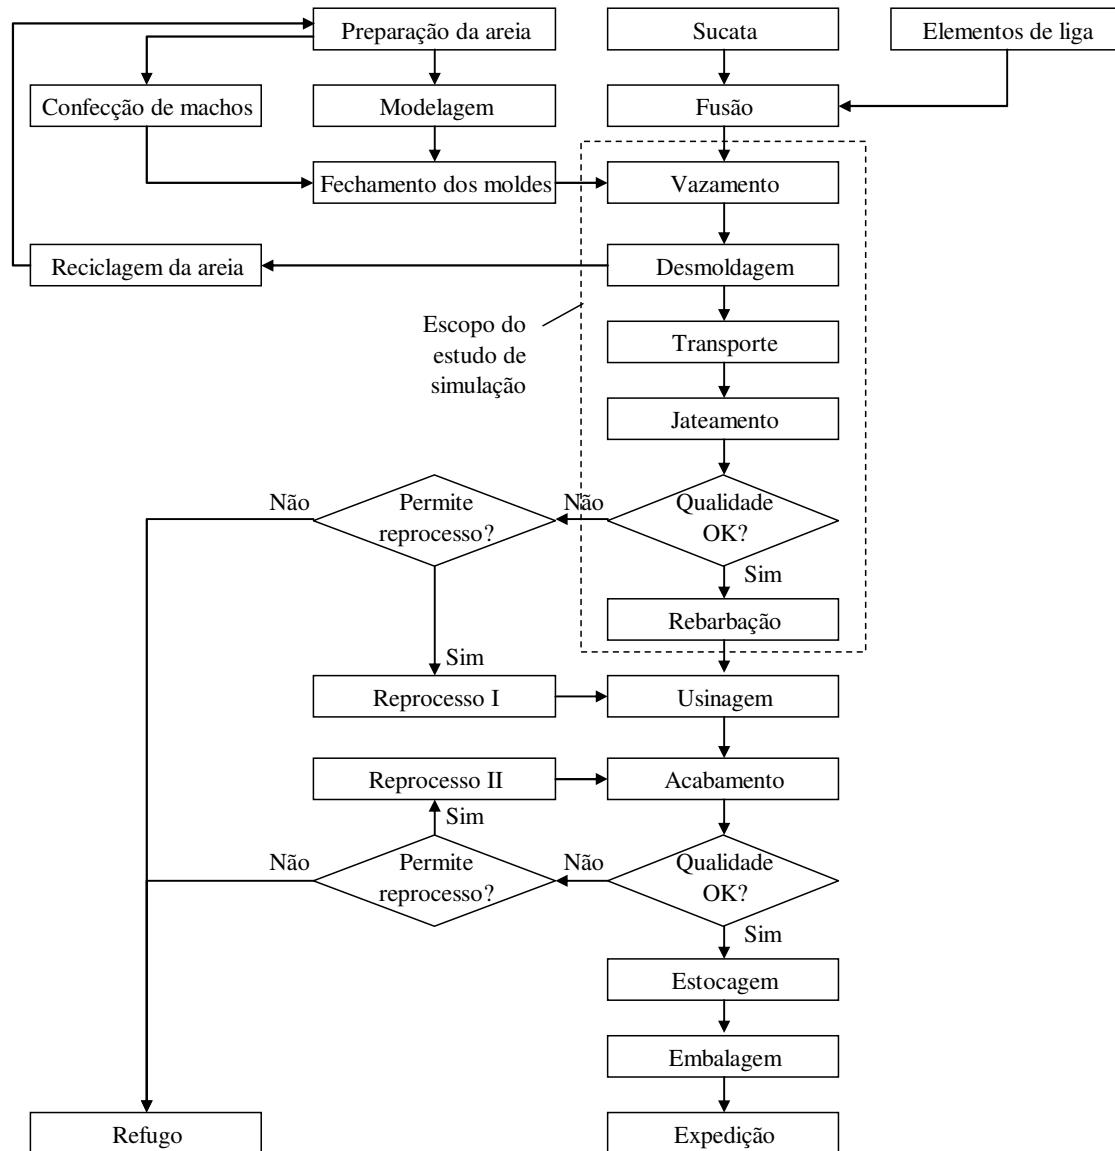 Preparação da areia
Sucata
Elementos de liga
Confecção de machos
Modelagem
Fusão
Fechamento dos moldes
Vazamento
Reciclagem da areia
Desmoldagem
Escopo do
estudo de
simulação
Transporte
Jateamento
Não
Permite
reprocesso?
Não
Qualidade
OK?
Sim
Rebarbação
Sim
Reprocesso I
Usinagem
Reprocesso II
Acabamento
Sim
Não
Permite
reprocesso?
Não
Qualidade
OK?
Sim
Estocagem
Embalagem
Refugo
Expedição